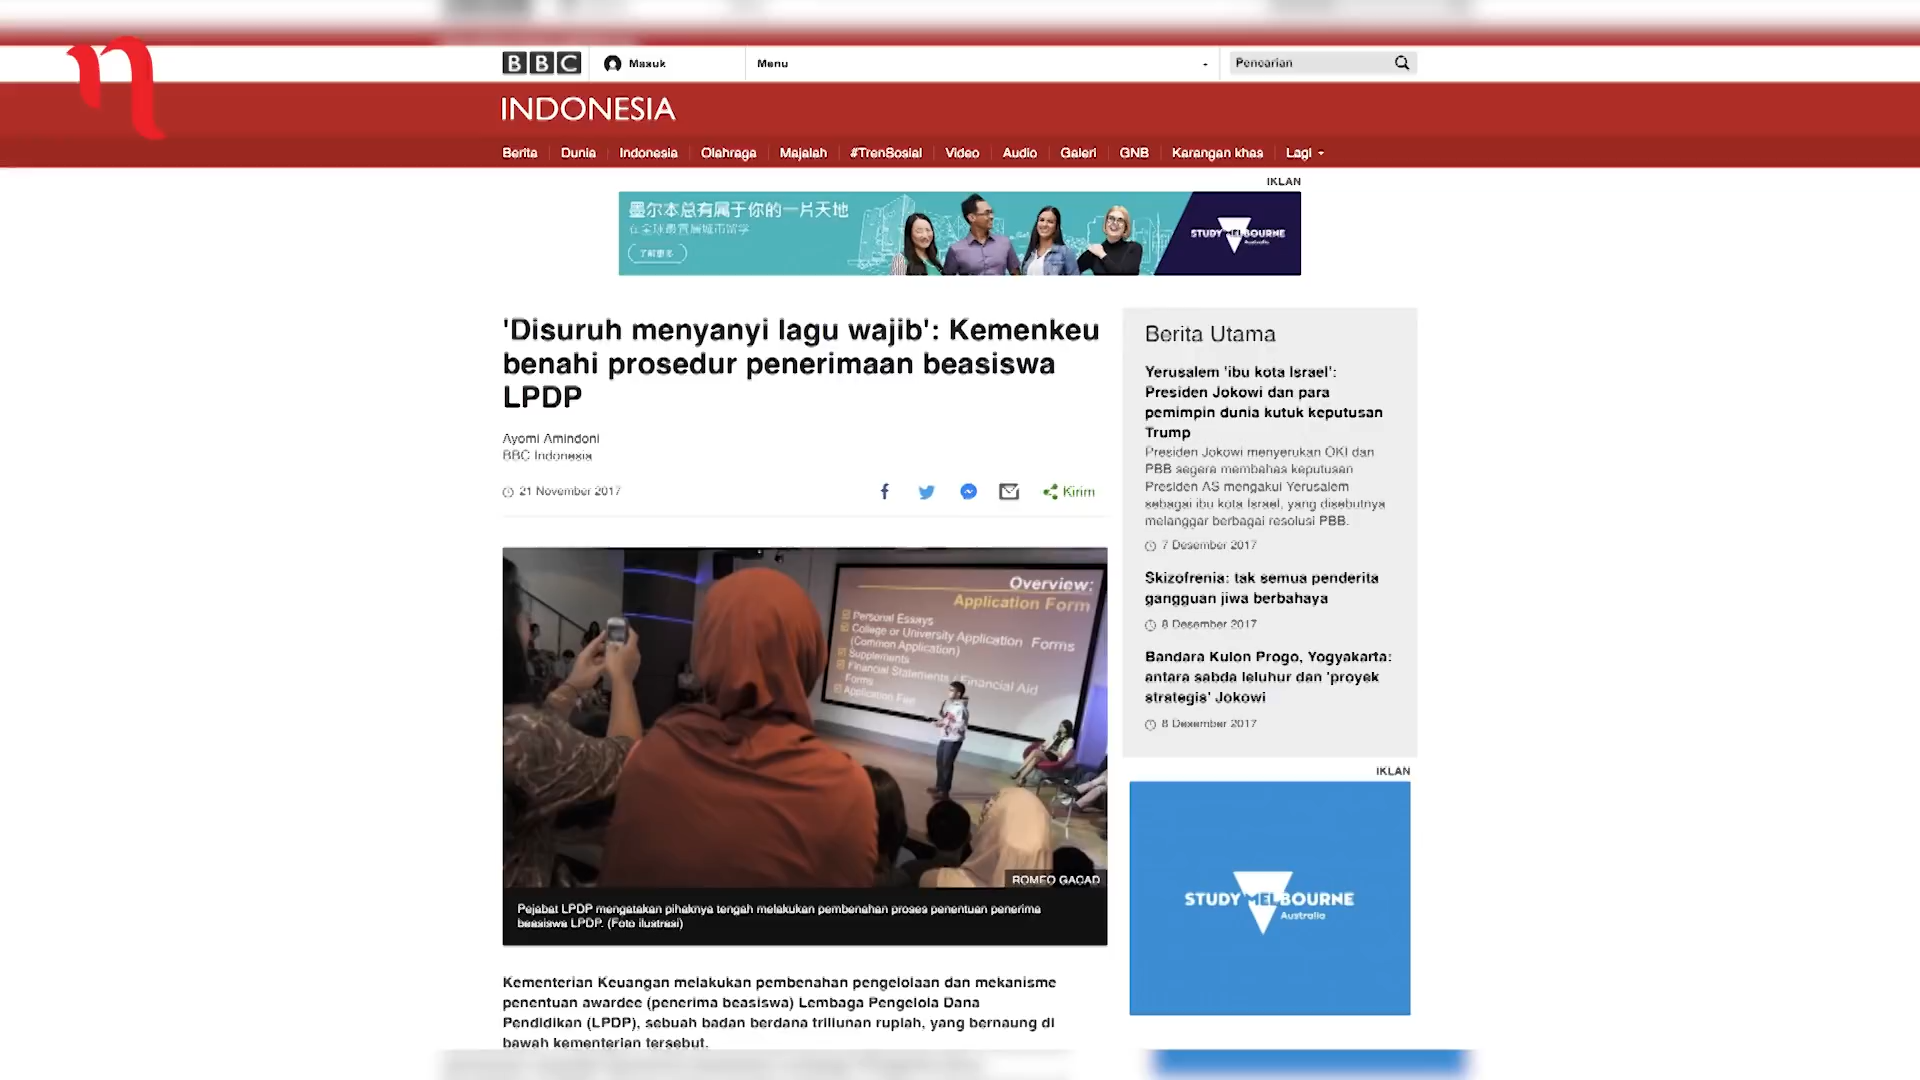 BBC
Masuk
Menu
Pencarian
INDONESIA
Berita
Dunia
Indonesia
Olahraga
Majalah
#TrenSosial
Video
Audio
Galeri
GNB
Karangan khas
Lagi
IKLAN
墨尔本总有属于你的一片天地
在全球最宜居城市留学
了解更多
STUDY MELBOURNE
Australia
'Disuruh menyanyi lagu wajib': Kemenkeu
benahi prosedur penerimaan beasiswa
LPDP
Ayomi Amindoni
BBC Indonesia
21 November 2017
Kirim
Overview:
Application Form
Personal Essays
College or University Application Forms
(Common Application)
Supplements
Financial Statements / Financial Aid
Forms
Application Fee
ROMEO GACAD
Pejabat LPDP mengatakan pihaknya tengah melakukan pembenahan proses penentuan penerima
beasiswa LPDP. (Foto ilustrasi)
Kementerian Keuangan melakukan pembenahan pengelolaan dan mekanisme
penentuan awardee (penerima beasiswa) Lembaga Pengelola Dana
Pendidikan (LPDP), sebuah badan berdana triliunan rupiah, yang bernaung di
bawah kementerian tersebut.
Berita Utama
Yerusalem 'ibu kota Israel':
Presiden Jokowi dan para
pemimpin dunia kutuk keputusan
Trump
Presiden Jokowi menyerukan OKI dan
PBB segera membahas keputusan
Presiden AS mengakui Yerusalem
sebagai ibu kota Israel, yang disebutnya
melanggar berbagai resolusi PBB.
7 Desember 2017
Skizofrenia: tak semua penderita
gangguan jiwa berbahaya
8 Desember 2017
Bandara Kulon Progo, Yogyakarta:
antara sabda leluhur dan 'proyek
strategis' Jokowi
8 Desember 2017
IKLAN
STUDY MELBOURNE
Australia